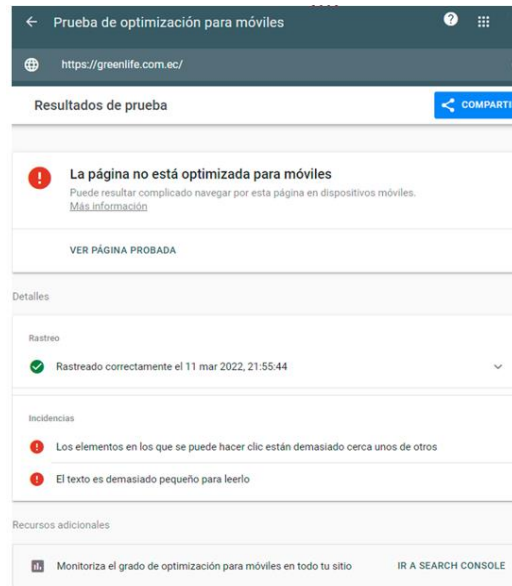 Prueba de optimización para móviles
https://greenlife.com.ec/
Resultados de prueba
COMPARTI
La página no está optimizada para móviles
Puede resultar complicado navegar por esta página en dispositivos móviles.
Más información
VER PÁGINA PROBADA
Detalles
Rastreo
Rastreado correctamente el 11 mar 2022, 21:55:44
Incidencias
Los elementos en los que se puede hacer clic están demasiado cerca unos de otros
El texto es demasiado pequeño para leerlo
Recursos adicionales
Monitoriza el grado de optimización para móviles en todo tu sitio
IR A SEARCH CONSOLE